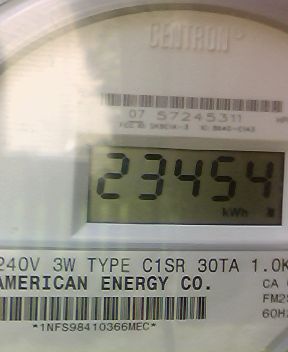 CENTRON®
07 57245311
23454
kWh
240V 3W TYPE C1SR 30TA 1.0K
AMERICAN ENERGY CO. CA
FM2S
60HZ
*1NFS98410366MEC*